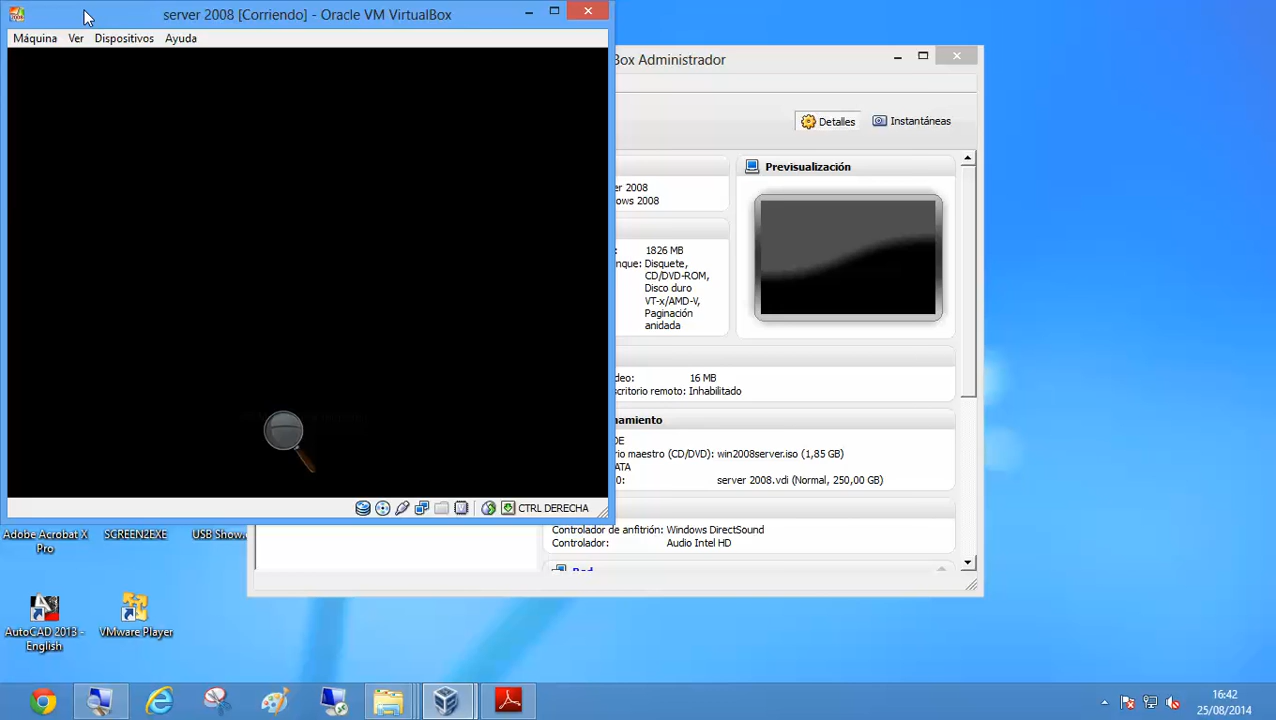 server 2008 [Corriendo] - Oracle VM VirtualBox
Máquina Ver Dispositivos Ayuda
Box Administrador
Detalles
Instantáneas
er 2008
ows 2008
Previsualización
1826 MB
nque: Disquete,
CD/DVD-ROM,
Disco duro
VT-x/AMD-V,
Paginación
anidada
deo: 16 MB
scritorio remoto: Inhabilitado
namiento
DE
rio maestro (CD/DVD): win2008server.iso (1,85 GB)
ATA
0: server 2008.vdi (Normal, 250,00 GB)
CTRL DERECHA
Controlador de anfitrión: Windows DirectSound
Controlador: Audio Intel HD
Red
Adobe Acrobat X Pro
SCREEN2EXE
USB Show.
AutoCAD 2013 - English
VMware Player
16:42
25/08/2014